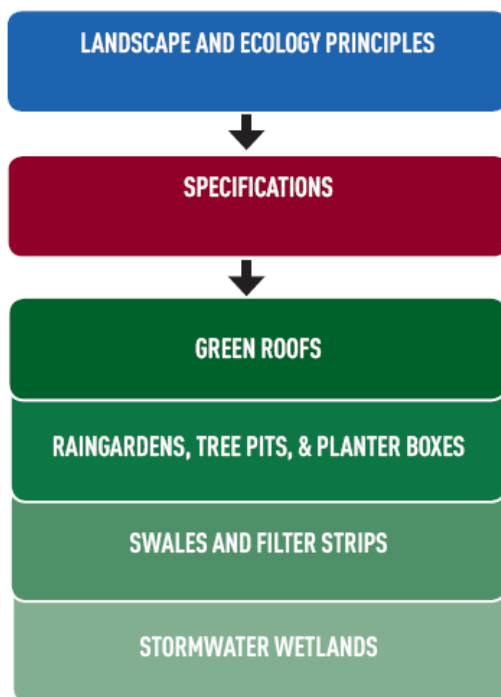 LANDSCAPE AND ECOLOGY PRINCIPLES
SPECIFICATIONS
GREEN ROOFS
RAINGARDENS, TREE PITS, & PLANTER BOXES
SWALES AND FILTER STRIPS
STORMWATER WETLANDS